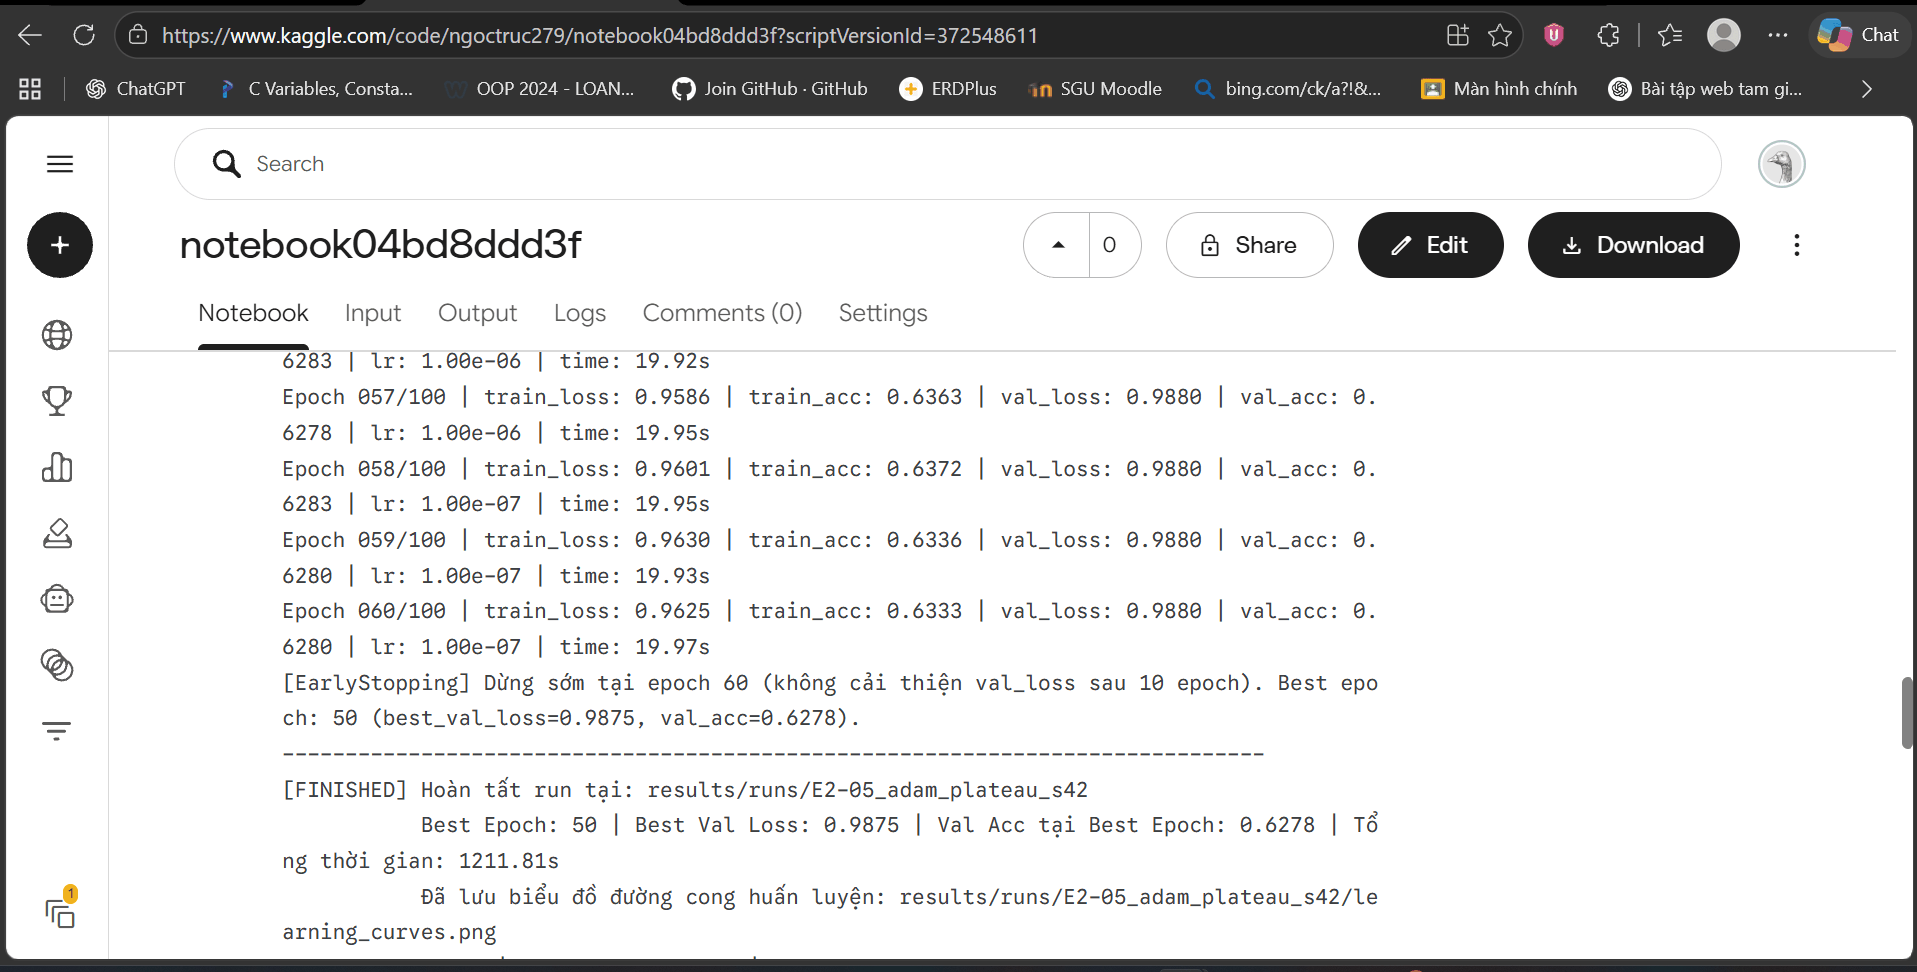 https://www.kaggle.com/code/ngoctruc279/notebook04bd8ddd3f?scriptVersionId=372548611
Chat
ChatGPT
C Variables, Consta...
OOP 2024 - LOAN...
Join GitHub · GitHub
ERDPlus
SGU Moodle
bing.com/ck/a?!&...
Màn hình chính
Bài tập web tam gi...
Search
notebook04bd8ddd3f
0
Share
Edit
Download
Notebook
Input
Output
Logs
Comments (0)
Settings
6283 | lr: 1.00e-06 | time: 19.92s
Epoch 057/100 | train_loss: 0.9586 | train_acc: 0.6363 | val_loss: 0.9880 | val_acc: 0.
6278 | lr: 1.00e-06 | time: 19.95s
Epoch 058/100 | train_loss: 0.9601 | train_acc: 0.6372 | val_loss: 0.9880 | val_acc: 0.
6283 | lr: 1.00e-07 | time: 19.95s
Epoch 059/100 | train_loss: 0.9630 | train_acc: 0.6336 | val_loss: 0.9880 | val_acc: 0.
6280 | lr: 1.00e-07 | time: 19.93s
Epoch 060/100 | train_loss: 0.9625 | train_acc: 0.6333 | val_loss: 0.9880 | val_acc: 0.
6280 | lr: 1.00e-07 | time: 19.97s
[EarlyStopping] Dừng sớm tại epoch 60 (không cải thiện val_loss sau 10 epoch). Best epo
ch: 50 (best_val_loss=0.9875, val_acc=0.6278).
------------------------------------------------------------------------------
[FINISHED] Hoàn tất run tại: results/runs/E2-05_adam_plateau_s42
Best Epoch: 50 | Best Val Loss: 0.9875 | Val Acc tại Best Epoch: 0.6278 | Tổ
ng thời gian: 1211.81s
Đã lưu biểu đồ đường cong huấn luyện: results/runs/E2-05_adam_plateau_s42/le
arning_curves.png
1